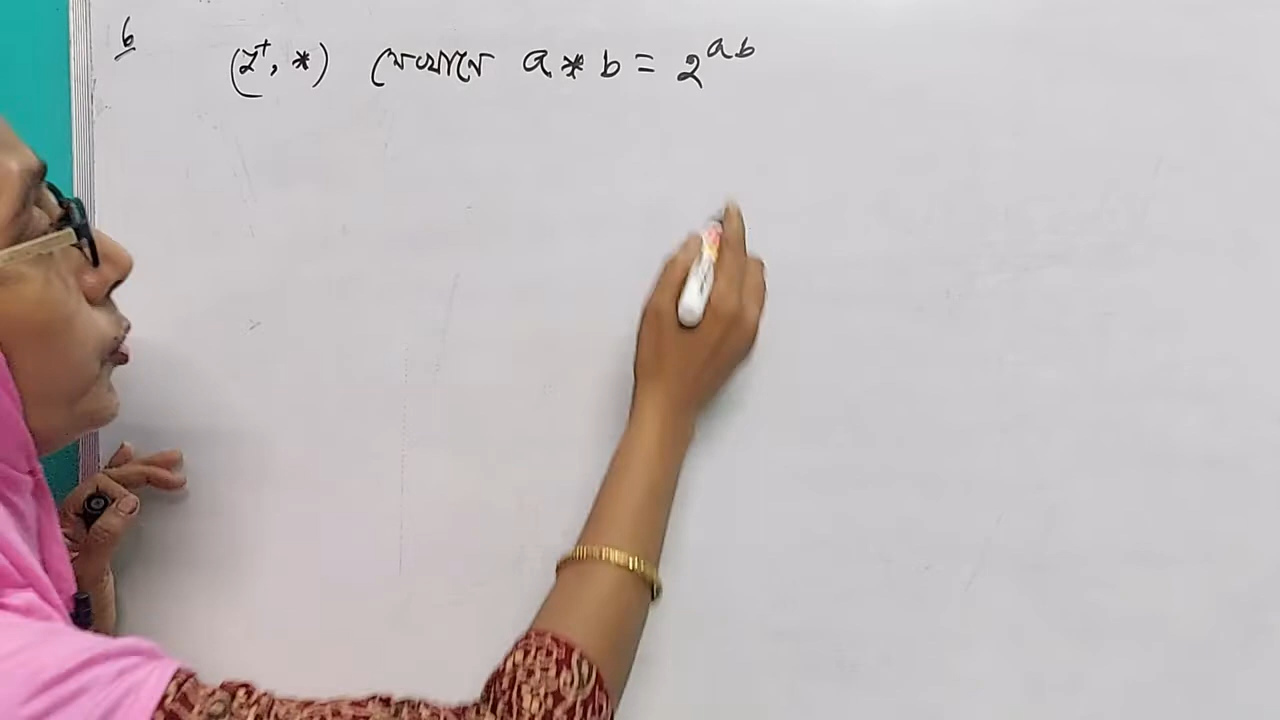 6 (Z⁺, *) যেখানে a * b = 2^{ab}